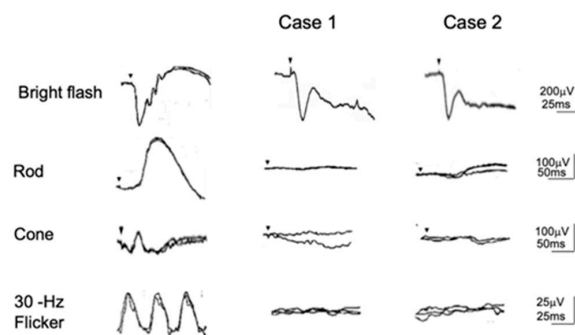 Case 1 Case 2
Bright flash
200µV
25ms
Rod
100µV
50ms
Cone
100µV
50ms
30 -Hz
Flicker
25µV
25ms